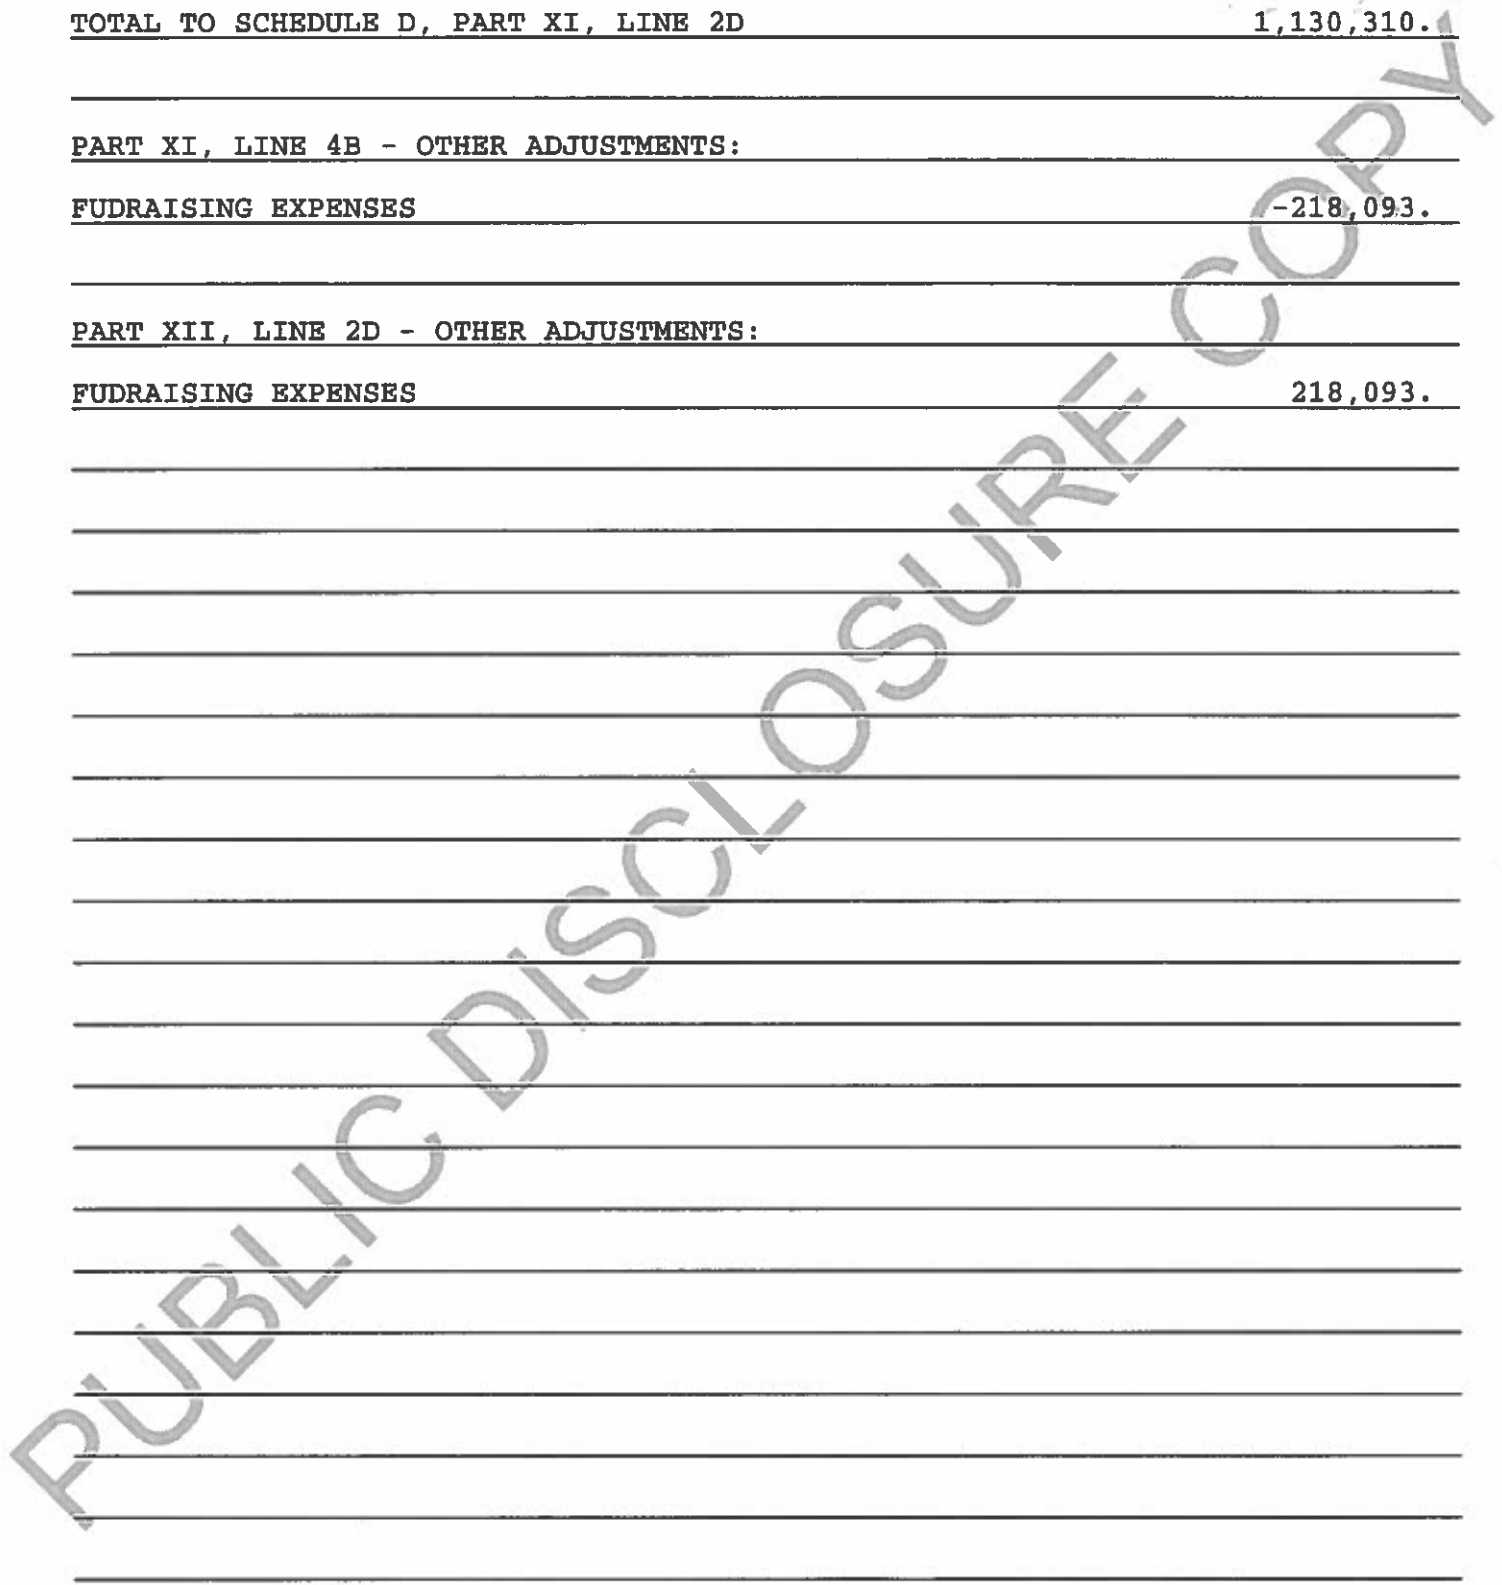 TOTAL TO SCHEDULE D, PART XI, LINE 2D 1,130,310.
PART XI, LINE 4B - OTHER ADJUSTMENTS:
FUDRAISING EXPENSES -218,093.
PART XII, LINE 2D - OTHER ADJUSTMENTS:
FUDRAISING EXPENSES 218,093.
PUBLIC DISCLOSURE COPY